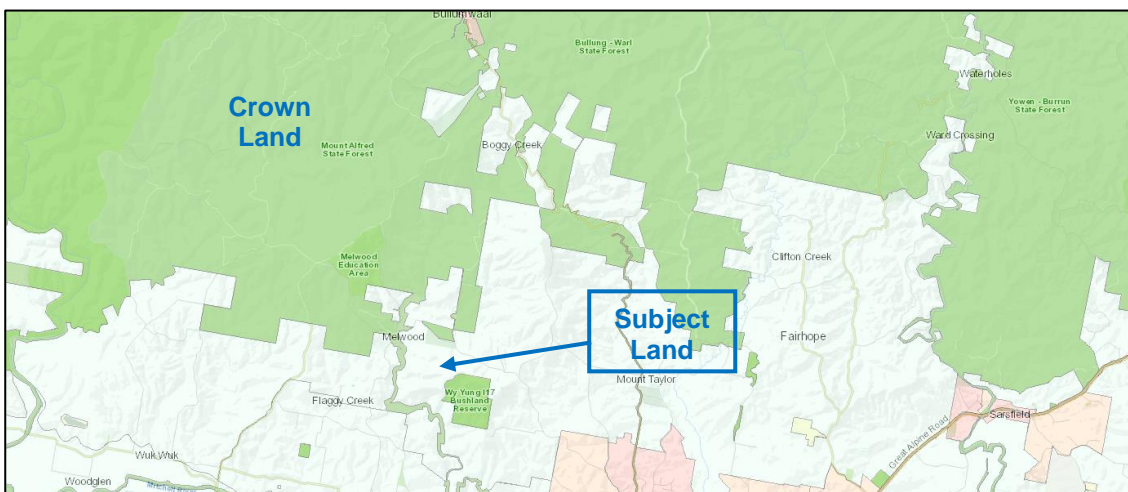 Bullumwaal
Bullung - Warl
State Forest
Waterholes
Yowen - Burrun
State Forest
Crown
Land
Mount Alfred
State Forest
Boggy Creek
Ward Crossing
Melwood
Education
Area
Clifton Creek
Subject
Land
Melwood
Fairhope
Mount Taylor
Wy Yung I17
Bushland
Reserve
Flaggy Creek
Sarsfield
Great Alpine Road
Wuk Wuk
Woodglen